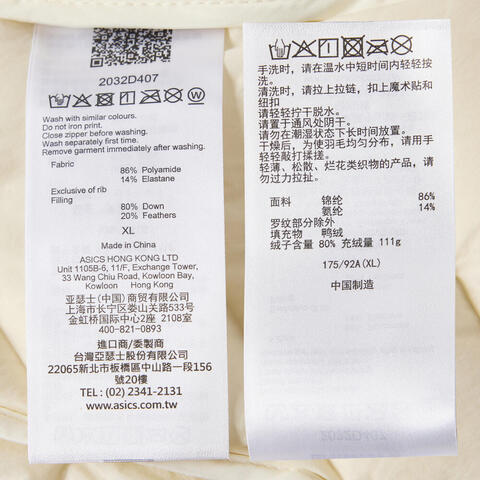 2032D407
Wash with similar colours.
Do not iron print.
Close zipper before washing.
Wash separately first time.
Remove garment immediately after washing.
Fabric
86% Polyamide
14% Elastane
Exclusive of rib
Filling
80% Down
20% Feathers
XL
Made in China
ASICS HONG KONG LTD
Unit 1105B-6, 11/F, Exchange Tower,
33 Wang Chiu Road, Kowloon Bay,
Kowloon Hong Kong
亚瑟士(中国)商贸有限公司
上海市长宁区娄山关路533号
金虹桥国际中心2座 2108室
400-821-0893
進口商/委製商
台灣亞瑟士股份有限公司
22065新北市板橋區中山路一段156
號20樓
TEL: (02) 2341-2131
www.asics.com.tw
手洗时, 请在温水中短时间内轻轻按
洗。
清洗时, 请拉上拉链, 扣上魔术贴和
纽扣
请轻轻拧干脱水。
请置于通风处阴干。
请勿在潮湿状态下长时间放置。
干燥后, 为使羽毛均匀分布, 请用手
轻轻敲打揉搓。
轻薄、松散、烂花类织物的产品, 请
勿过力拉扯。
面料 锦纶 86%
氨纶 14%
罗纹部分除外
填充物 鸭绒
绒子含量 80% 充绒量 111g
175/92A(XL)
中国制造